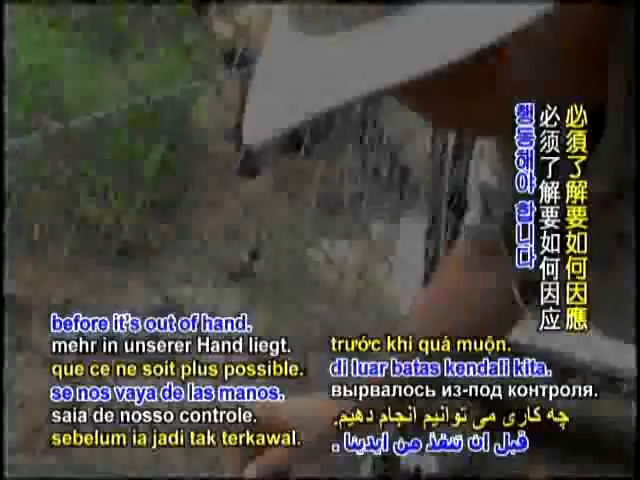 必須了解要如何因應
必须了解要如何因应
행동해야 합니다
before it's out of hand.
mehr in unserer Hand liegt.
que ce ne soit plus possible.
se nos vaya de las manos.
saia de nosso controle.
sebelum ia jadi tak terkawal.
trước khi quá muộn.
di luar batas kendali kita.
вырвалось из-под контроля.
چه کاری می توانیم انجام دهیم.
قبل ان تنفذ من ايدينا .